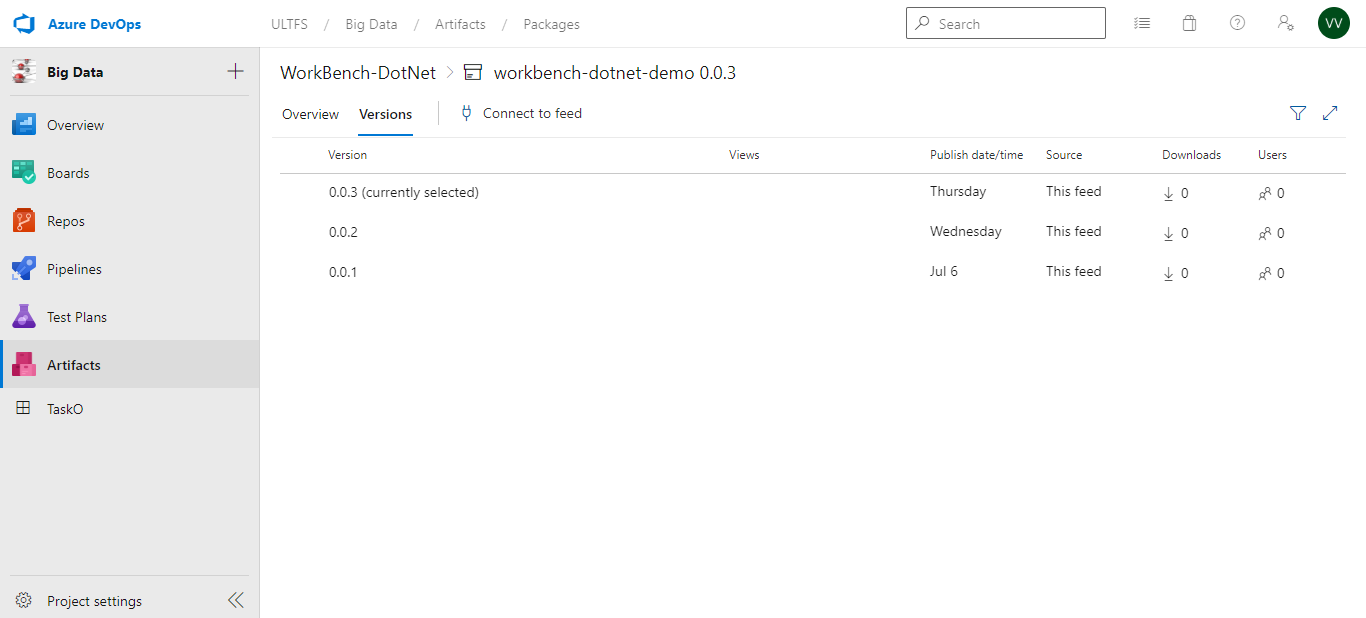 Azure DevOps
ULTFS / Big Data / Artifacts / Packages
Search
VV
Big Data
Overview
Boards
Repos
Pipelines
Test Plans
Artifacts
TaskO
Project settings
WorkBench-DotNet > workbench-dotnet-demo 0.0.3
Overview Versions Connect to feed
Version Views Publish date/time Source Downloads Users
0.0.3 (currently selected) Thursday This feed 0 0
0.0.2 Wednesday This feed 0 0
0.0.1 Jul 6 This feed 0 0